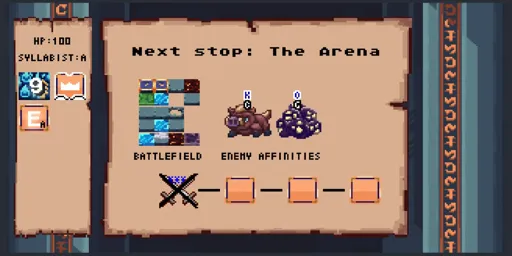 HP:100
SYLLABIST:A
9
E
A
Next stop: The Arena
K
G
O
G
BATTLEFIELD
ENEMY AFFINITIES